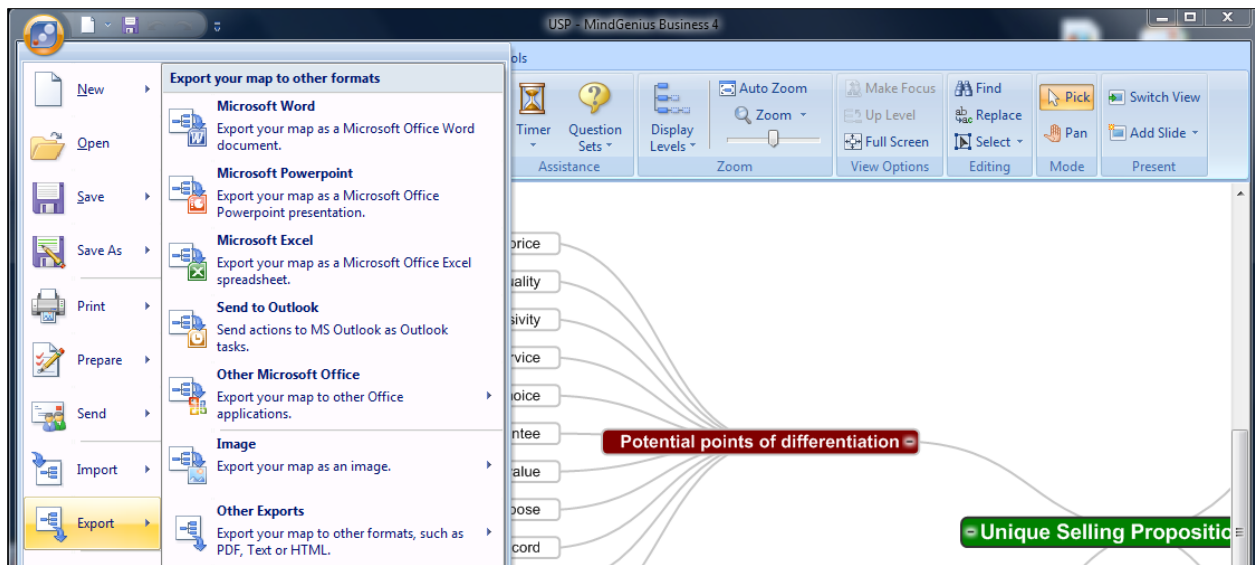 USP - MindGenius Business 4
ols
New
Open
Save
Save As
Print
Prepare
Send
Import
Export
Export your map to other formats
Microsoft Word
Export your map as a Microsoft Office Word
document.
Microsoft Powerpoint
Export your map as a Microsoft Office
Powerpoint presentation.
Microsoft Excel
Export your map as a Microsoft Office Excel
spreadsheet.
Send to Outlook
Send actions to MS Outlook as Outlook
tasks.
Other Microsoft Office
Export your map to other Office
applications.
Image
Export your map as an image.
Other Exports
Export your map to other formats, such as
PDF, Text or HTML.
Timer
Question
Sets
Assistance
Display
Levels
Auto Zoom
Zoom
Zoom
Make Focus
Up Level
Full Screen
View Options
Find
Replace
Select
Editing
Pick
Pan
Mode
Switch View
Add Slide
Present
price
uality
sivity
rvice
hoice
ntee
value
pose
cord
Potential points of differentiation
Unique Selling Propositio